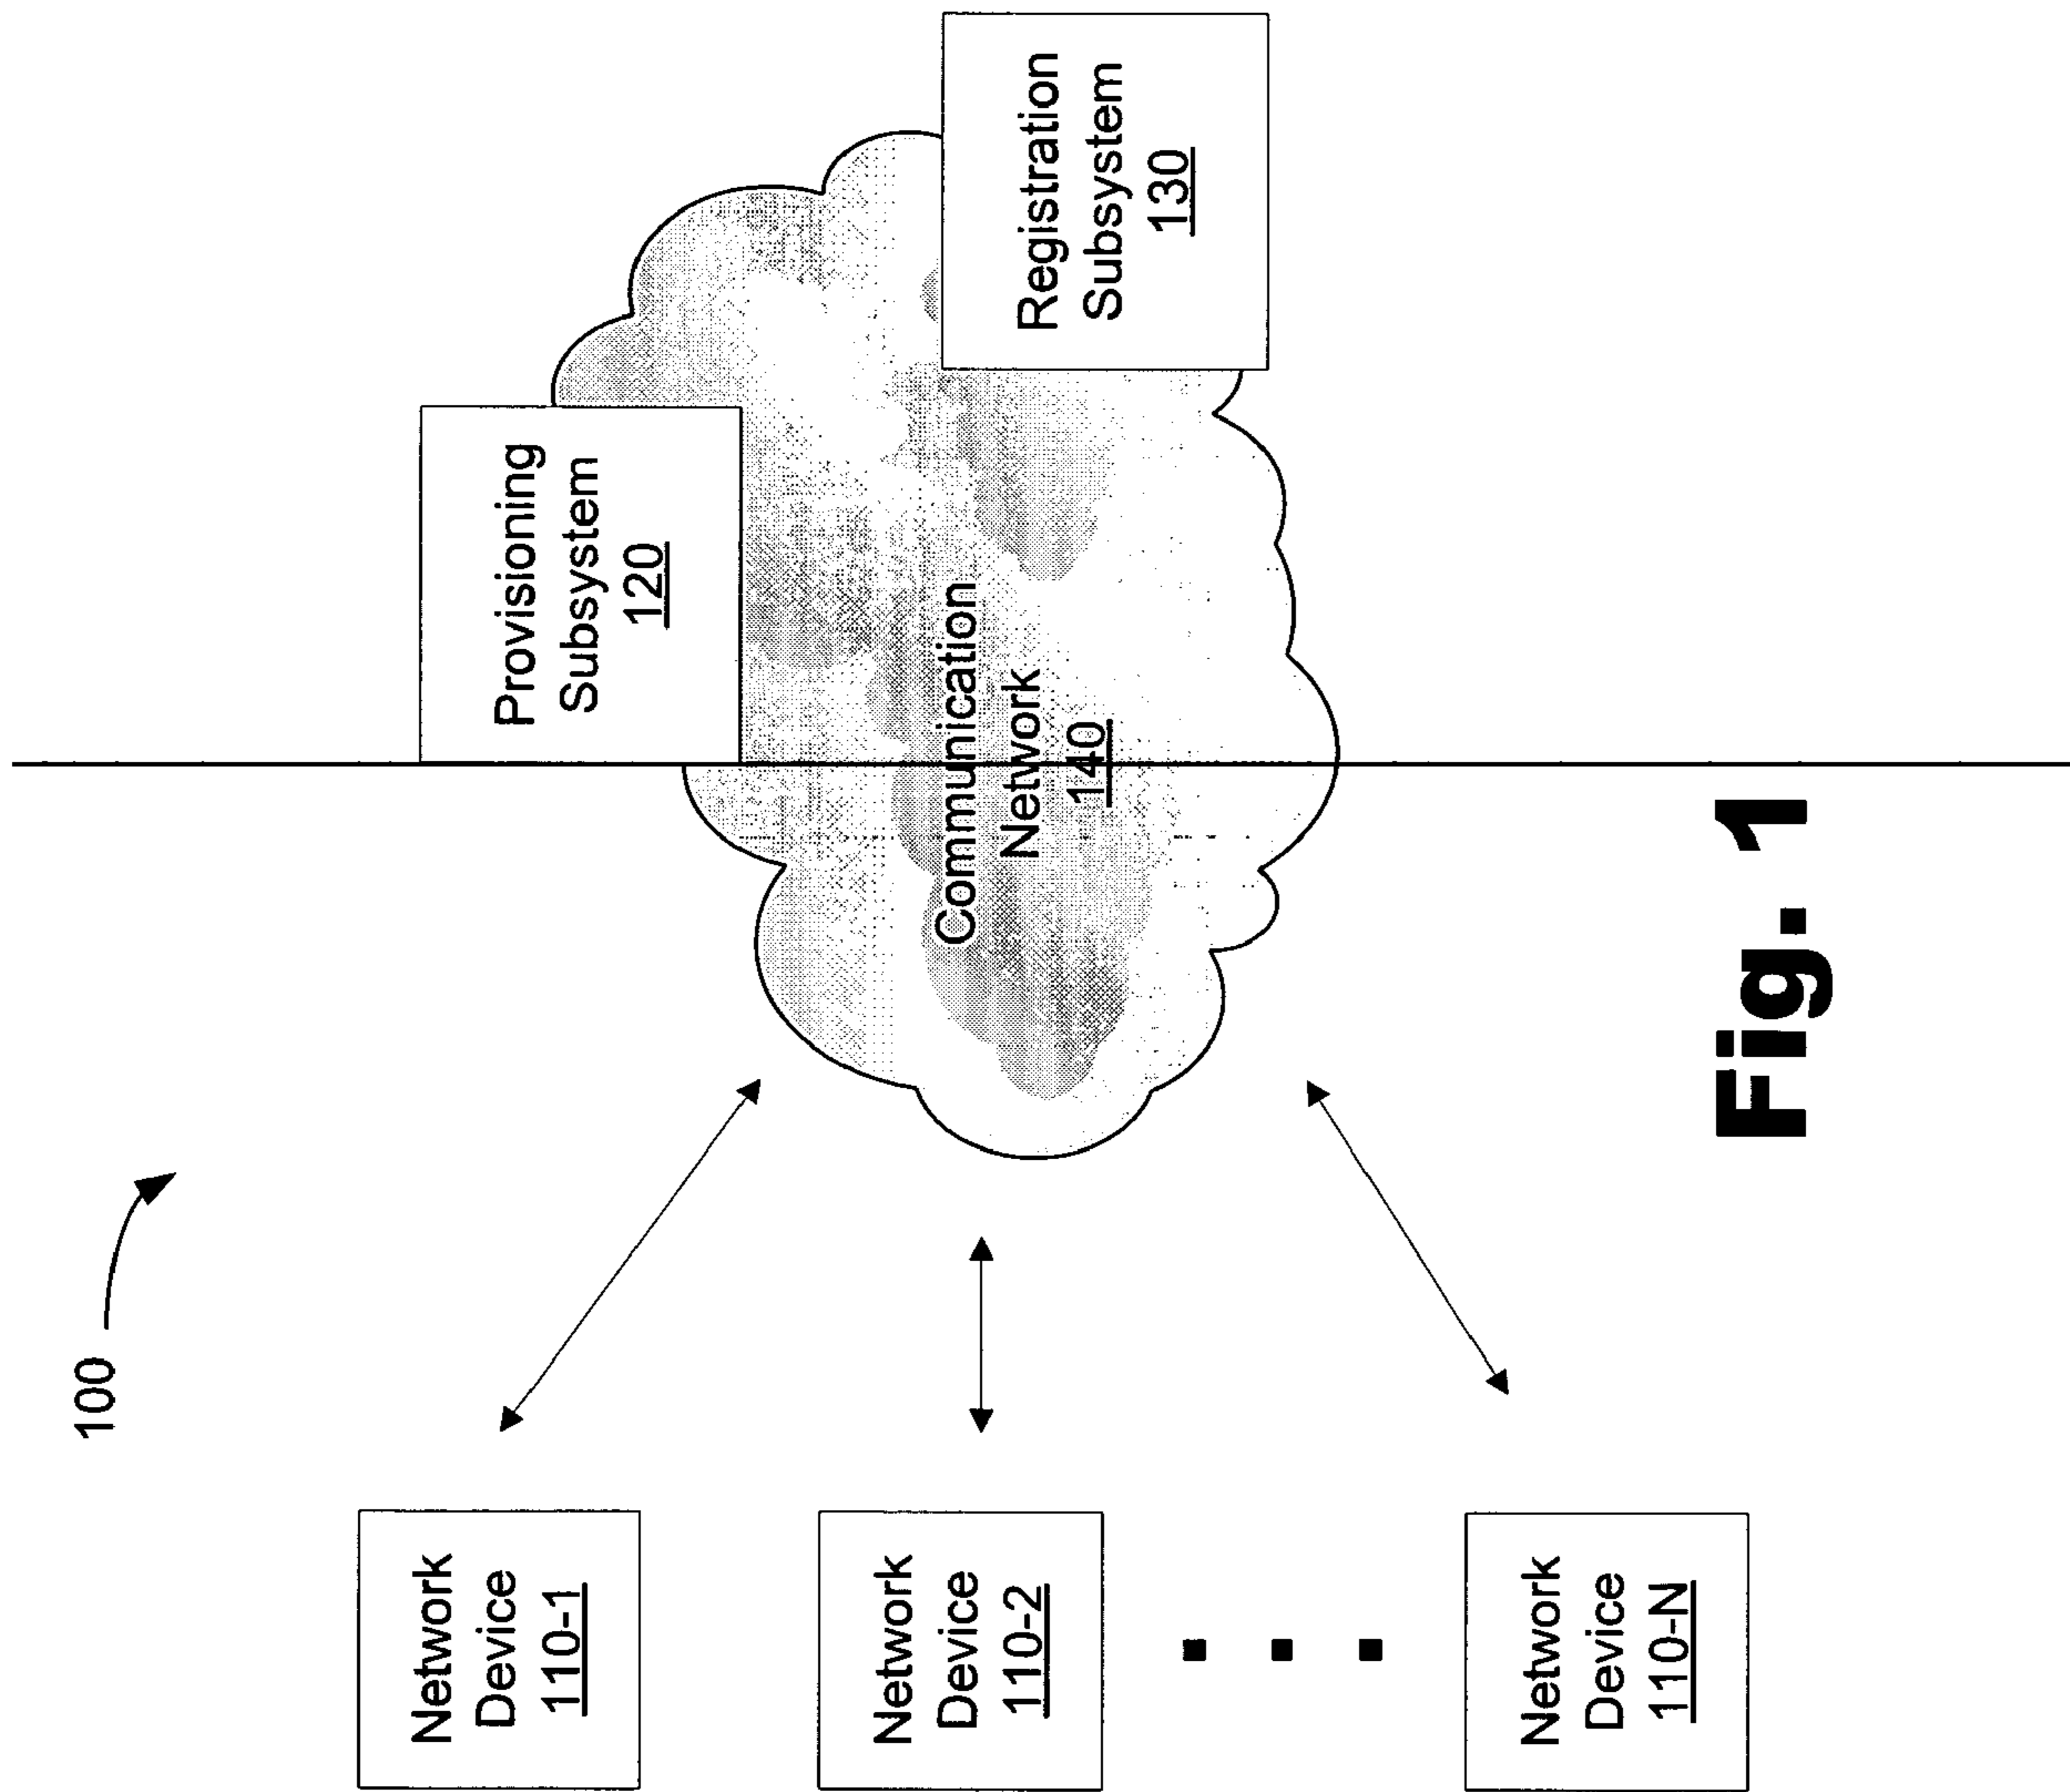 100
Network
Device
110-1
Network
Device
110-2
Network
Device
110-N
Provisioning
Subsystem
120
Communication
Network
140
Registration
Subsystem
130
Fig. 1